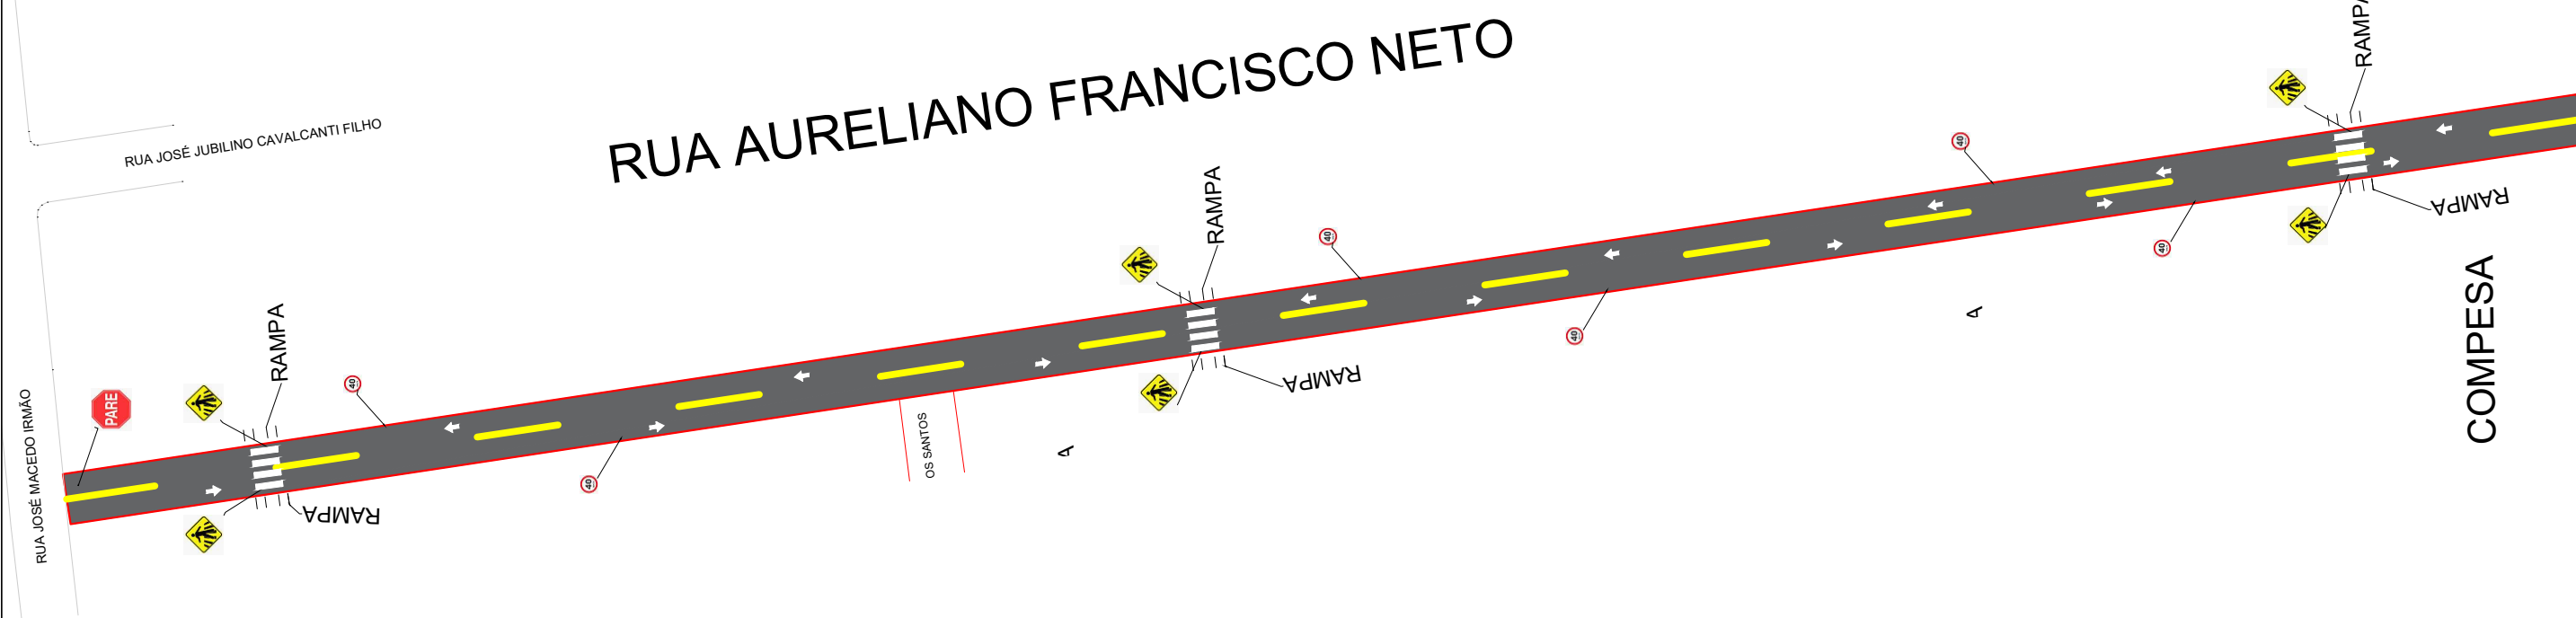 RUA AURELIANO FRANCISCO NETO
RUA JOSÉ JUBILINO CAVALCANTI FILHO
RUA JOSÉ MACEDO IRMÃO
PARE
RAMPA
RAMPA
40
40
OS SANTOS
A
RAMPA
RAMPA
40
40
A
40
40
RAMPA
RAMPA
COMPESA